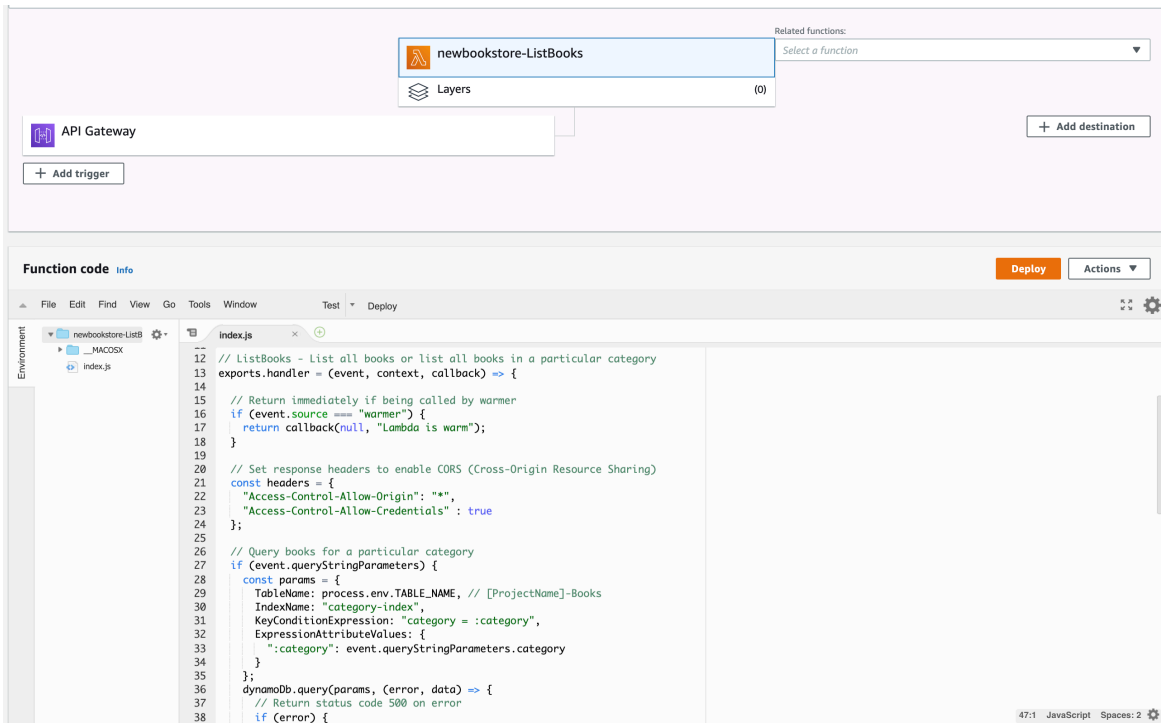 Related functions:
newbookstore-ListBooks
Select a function
Layers
(0)
API Gateway
+ Add destination
+ Add trigger
Function code Info
Deploy
Actions
File Edit Find View Go Tools Window Test Deploy
Environment
newbookstore-ListB
__MACOSX
index.js
index.js
12 // ListBooks - List all books or list all books in a particular category
13 exports.handler = (event, context, callback) => {
14
15 // Return immediately if being called by warmer
16 if (event.source === "warmer") {
17 return callback(null, "Lambda is warm");
18 }
19
20 // Set response headers to enable CORS (Cross-Origin Resource Sharing)
21 const headers = {
22 "Access-Control-Allow-Origin": "*",
23 "Access-Control-Allow-Credentials" : true
24 };
25
26 // Query books for a particular category
27 if (event.queryStringParameters) {
28 const params = {
29 TableName: process.env.TABLE_NAME, // [ProjectName]-Books
30 IndexName: "category-index",
31 KeyConditionExpression: "category = :category",
32 ExpressionAttributeValues: {
33 ":category": event.queryStringParameters.category
34 }
35 };
36 dynamoDb.query(params, (error, data) => {
37 // Return status code 500 on error
38 if (error) {
47:1 JavaScript Spaces: 2